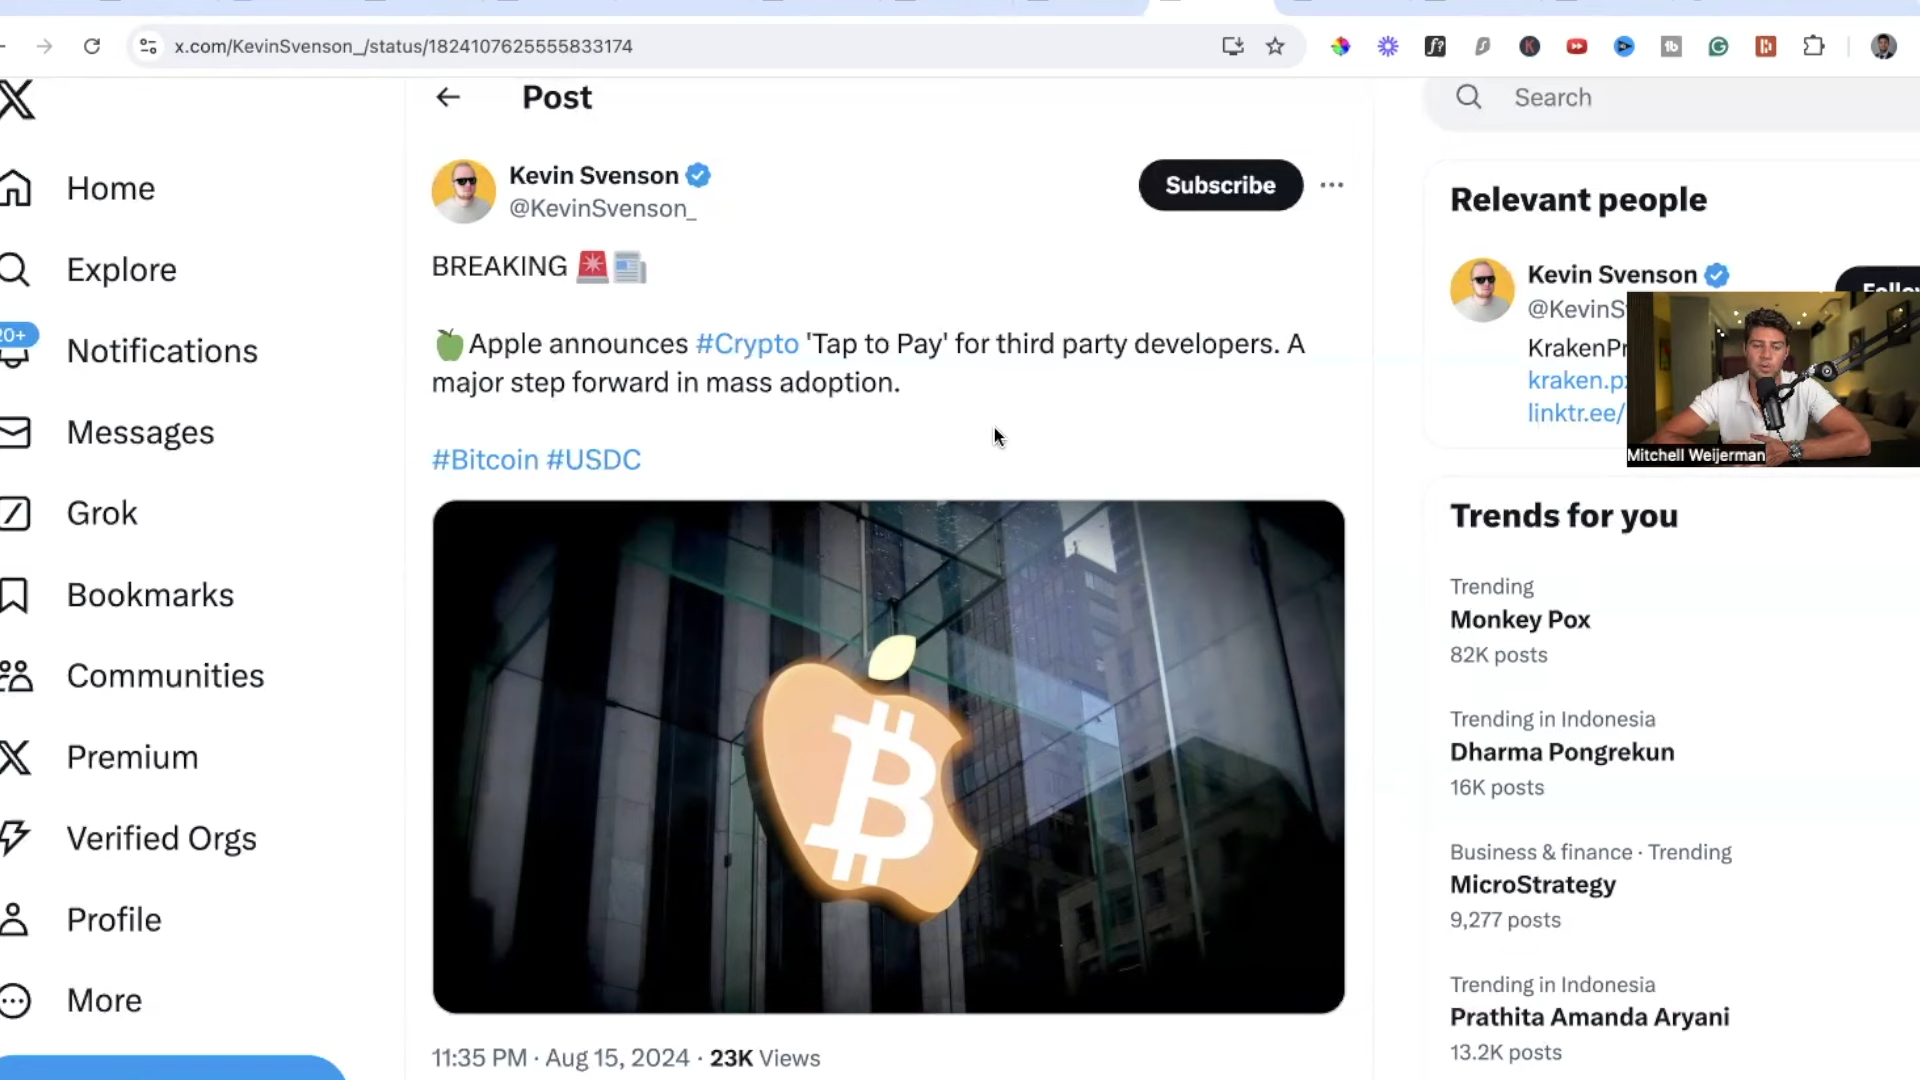 x.com/KevinSvenson_/status/1824107625555833174
Post
Search
Home
Explore
20+
Notifications
Messages
Grok
Bookmarks
Communities
Premium
Verified Orgs
Profile
More
Kevin Svenson
@KevinSvenson_
Subscribe
BREAKING 🚨📰
🍏Apple announces #Crypto 'Tap to Pay' for third party developers. A
major step forward in mass adoption.
#Bitcoin #USDC
11:35 PM · Aug 15, 2024 · 23K Views
Relevant people
Kevin Svenson
@KevinS
KrakenPr
kraken.p
linktr.ee/
Mitchell Weijerman
Trends for you
Trending
Monkey Pox
82K posts
Trending in Indonesia
Dharma Pongrekun
16K posts
Business & finance · Trending
MicroStrategy
9,277 posts
Trending in Indonesia
Prathita Amanda Aryani
13.2K posts